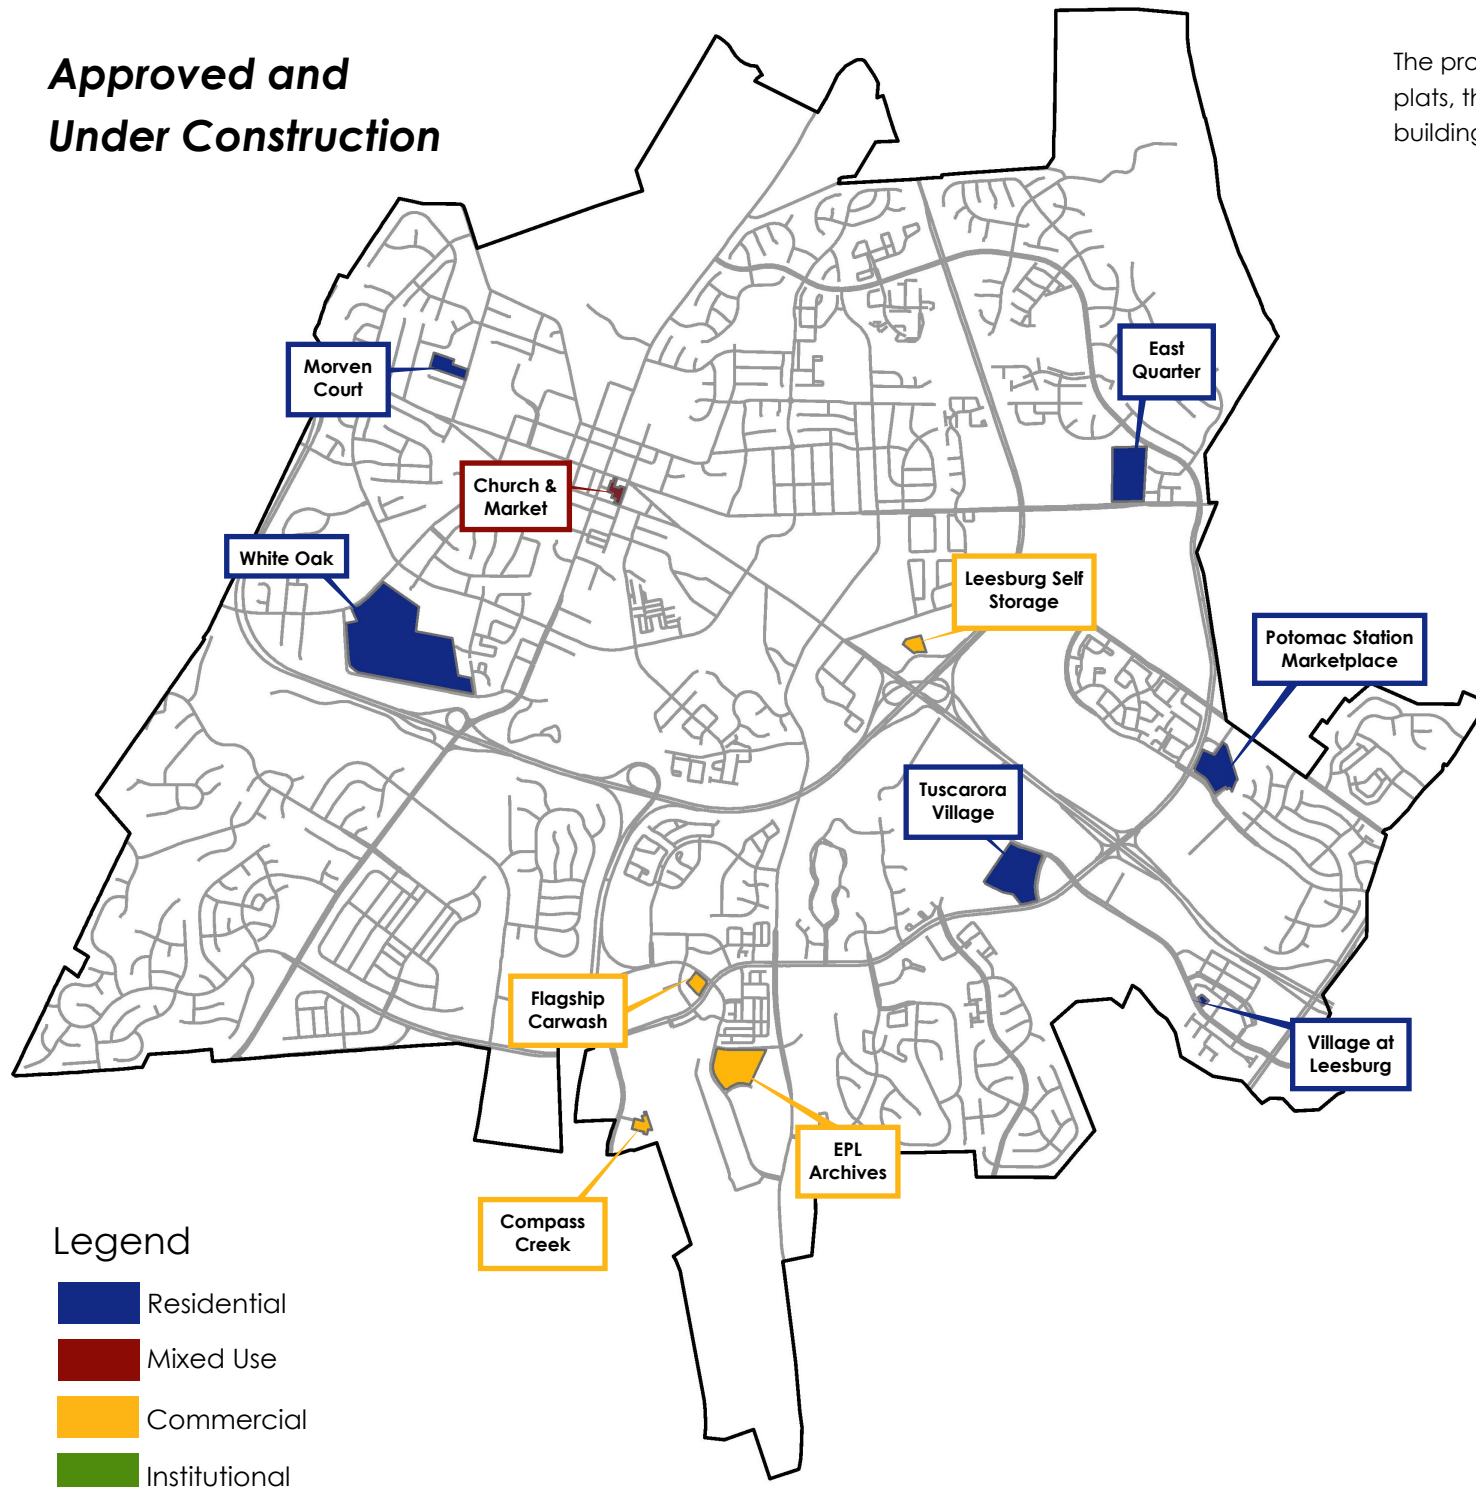 Approved and
Under Construction
The pro
plats, th
building
Morven
Court
East
Quarter
Church &
Market
White Oak
Leesburg Self
Storage
Potomac Station
Marketplace
Tuscarora
Village
Flagship
Carwash
Village at
Leesburg
EPL
Archives
Compass
Creek
Legend
Residential
Mixed Use
Commercial
Institutional